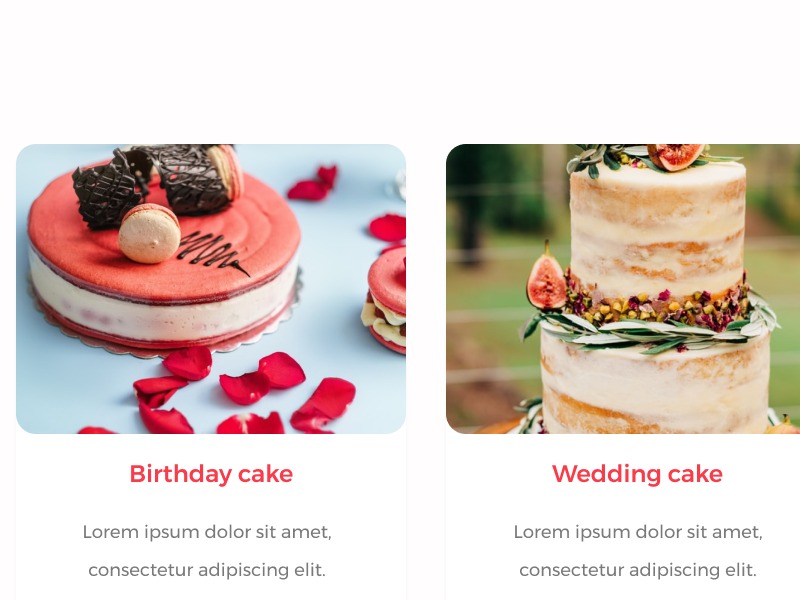 Birthday cake
Lorem ipsum dolor sit amet,
consectetur adipiscing elit.
Wedding cake
Lorem ipsum dolor sit amet,
consectetur adipiscing elit.